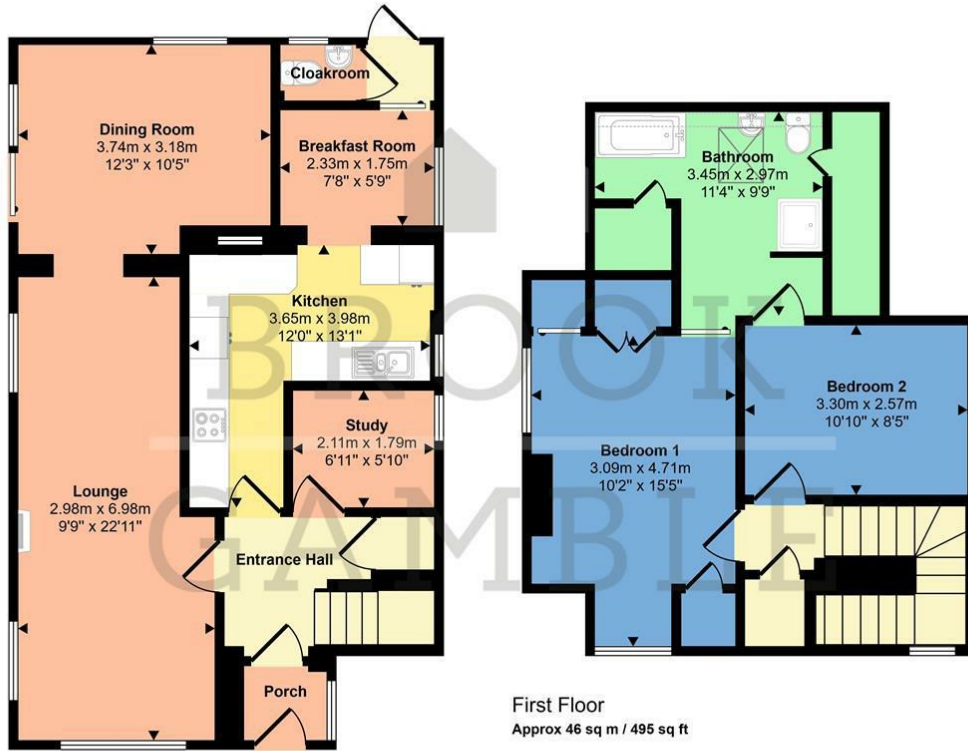 Cloakroom
Dining Room
3.74m x 3.18m
12'3" x 10'5"
Breakfast Room
2.33m x 1.75m
7'8" x 5'9"
Kitchen
3.65m x 3.98m
12'0" x 13'1"
Study
2.11m x 1.79m
6'11" x 5'10"
Lounge
2.98m x 6.98m
9'9" x 22'11"
Entrance Hall
Porch
Bathroom
3.45m x 2.97m
11'4" x 9'9"
Bedroom 2
3.30m x 2.57m
10'10" x 8'5"
Bedroom 1
3.09m x 4.71m
10'2" x 15'5"
First Floor
Approx 46 sq m / 495 sq ft
BROOK
GAMBLE